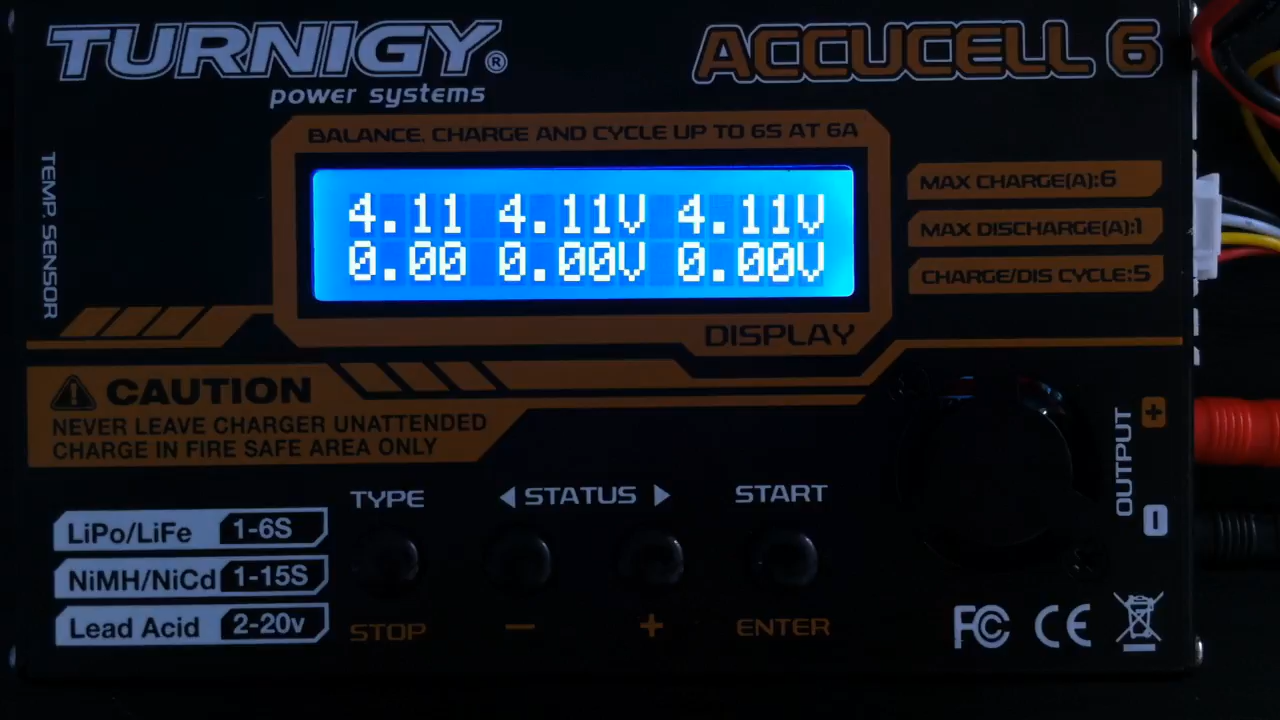 TURNIGY®
power systems
ACCUCELL 6
BALANCE, CHARGE AND CYCLE UP TO 6S AT 6A
TEMP. SENSOR
4.11 4.11V 4.11V
0.00 0.00V 0.00V
MAX CHARGE(A):6
MAX DISCHARGE(A):1
CHARGE/DIS CYCLE:5
DISPLAY
CAUTION
NEVER LEAVE CHARGER UNATTENDED
CHARGE IN FIRE SAFE AREA ONLY
OUTPUT
+
−
TYPE
◀ STATUS ▶
START
LiPo/LiFe 1-6S
NiMH/NiCd 1-15S
Lead Acid 2-20v
STOP
−
+
ENTER
FC CE